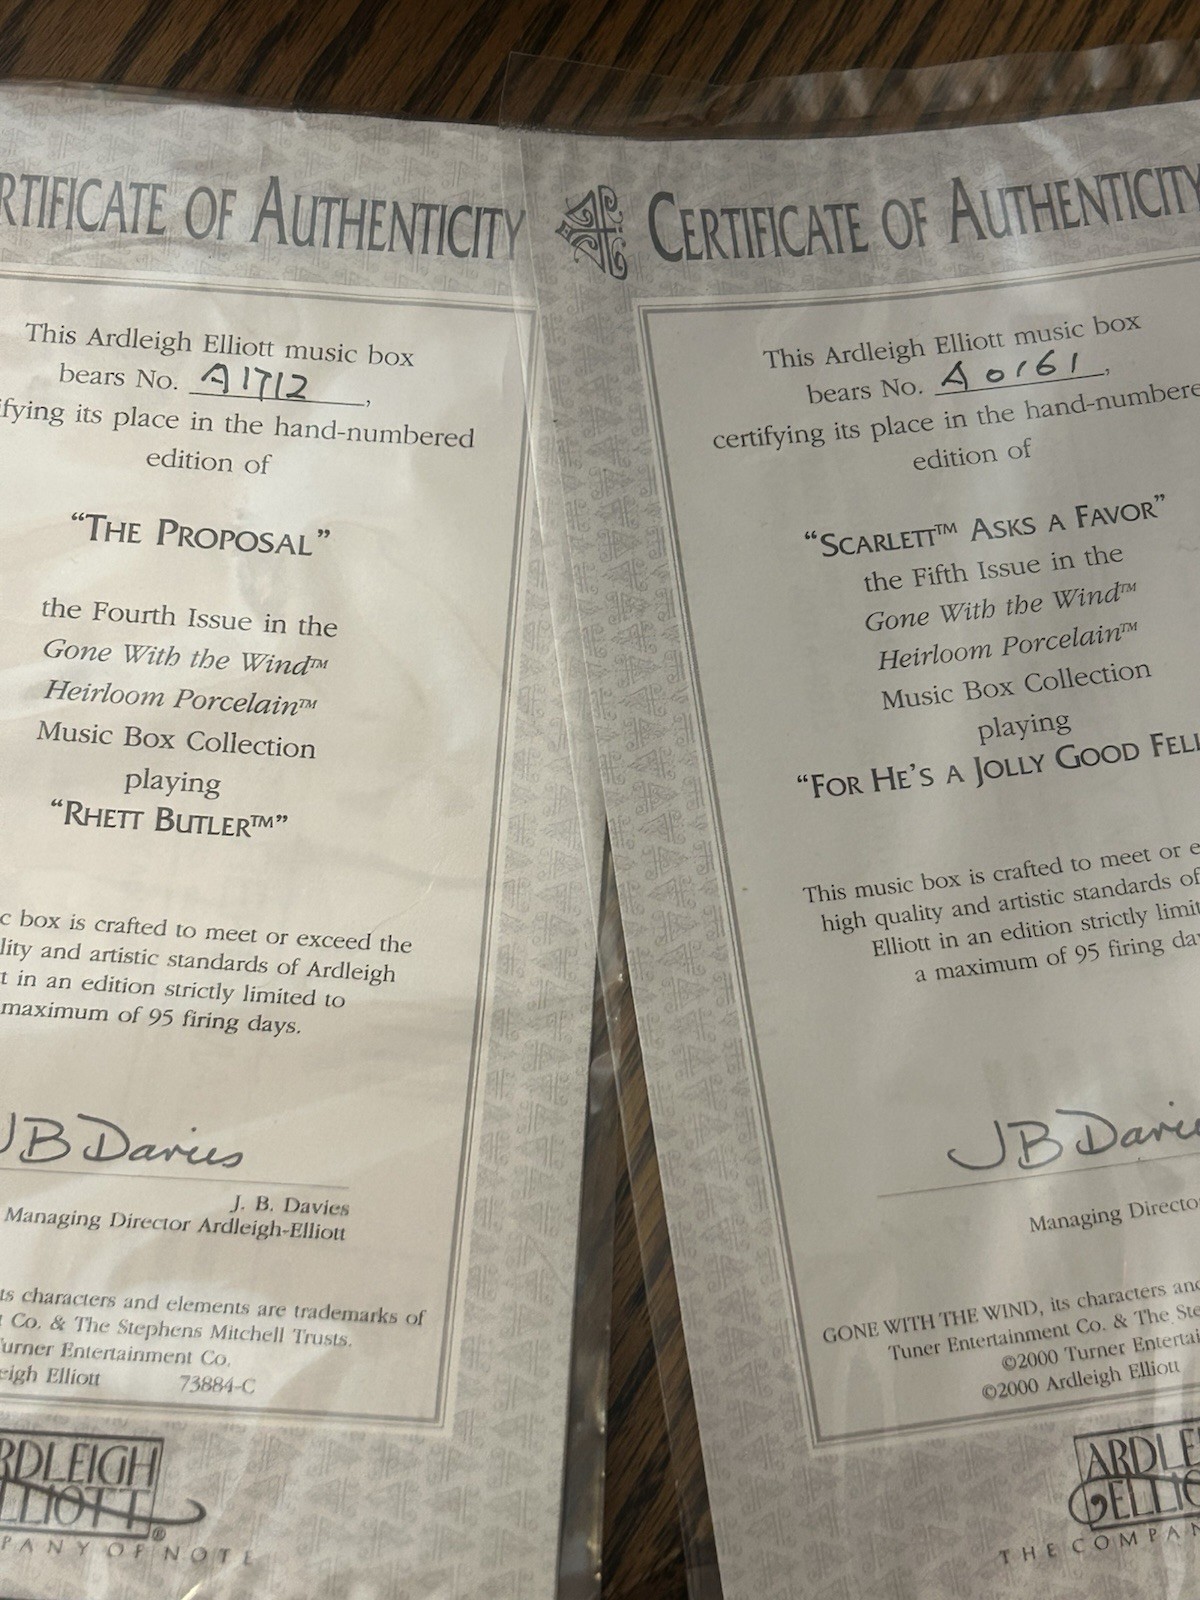 RTIFICATE OF AUTHENTICITY
This Ardleigh Elliott music box
bears No. A1712,
fying its place in the hand-numbered
edition of
"THE PROPOSAL"
the Fourth Issue in the
Gone With the Wind™
Heirloom Porcelain™
Music Box Collection
playing
"RHETT BUTLER™"
c box is crafted to meet or exceed the
lity and artistic standards of Ardleigh
t in an edition strictly limited to
maximum of 95 firing days.
JB Davies
J. B. Davies
Managing Director Ardleigh-Elliott
ts characters and elements are trademarks of
t Co. & The Stephens Mitchell Trusts.
Turner Entertainment Co.
eigh Elliott 73884-C
RDLEIGH
ELLIOTT®
PANY OF NOTE
CERTIFICATE OF AUTHENTICITY
This Ardleigh Elliott music box
bears No. A0161,
certifying its place in the hand-numbere
edition of
"SCARLETT™ ASKS A FAVOR"
the Fifth Issue in the
Gone With the Wind™
Heirloom Porcelain™
Music Box Collection
playing
"FOR HE'S A JOLLY GOOD FELL
This music box is crafted to meet or e
high quality and artistic standards of
Elliott in an edition strictly limit
a maximum of 95 firing da
JB Davie
Managing Directo
GONE WITH THE WIND, its characters and
Tuner Entertainment Co. & The Ste
©2000 Turner Entertai
©2000 Ardleigh Elliott
ARDLE
ELLIO
THE COMPAN